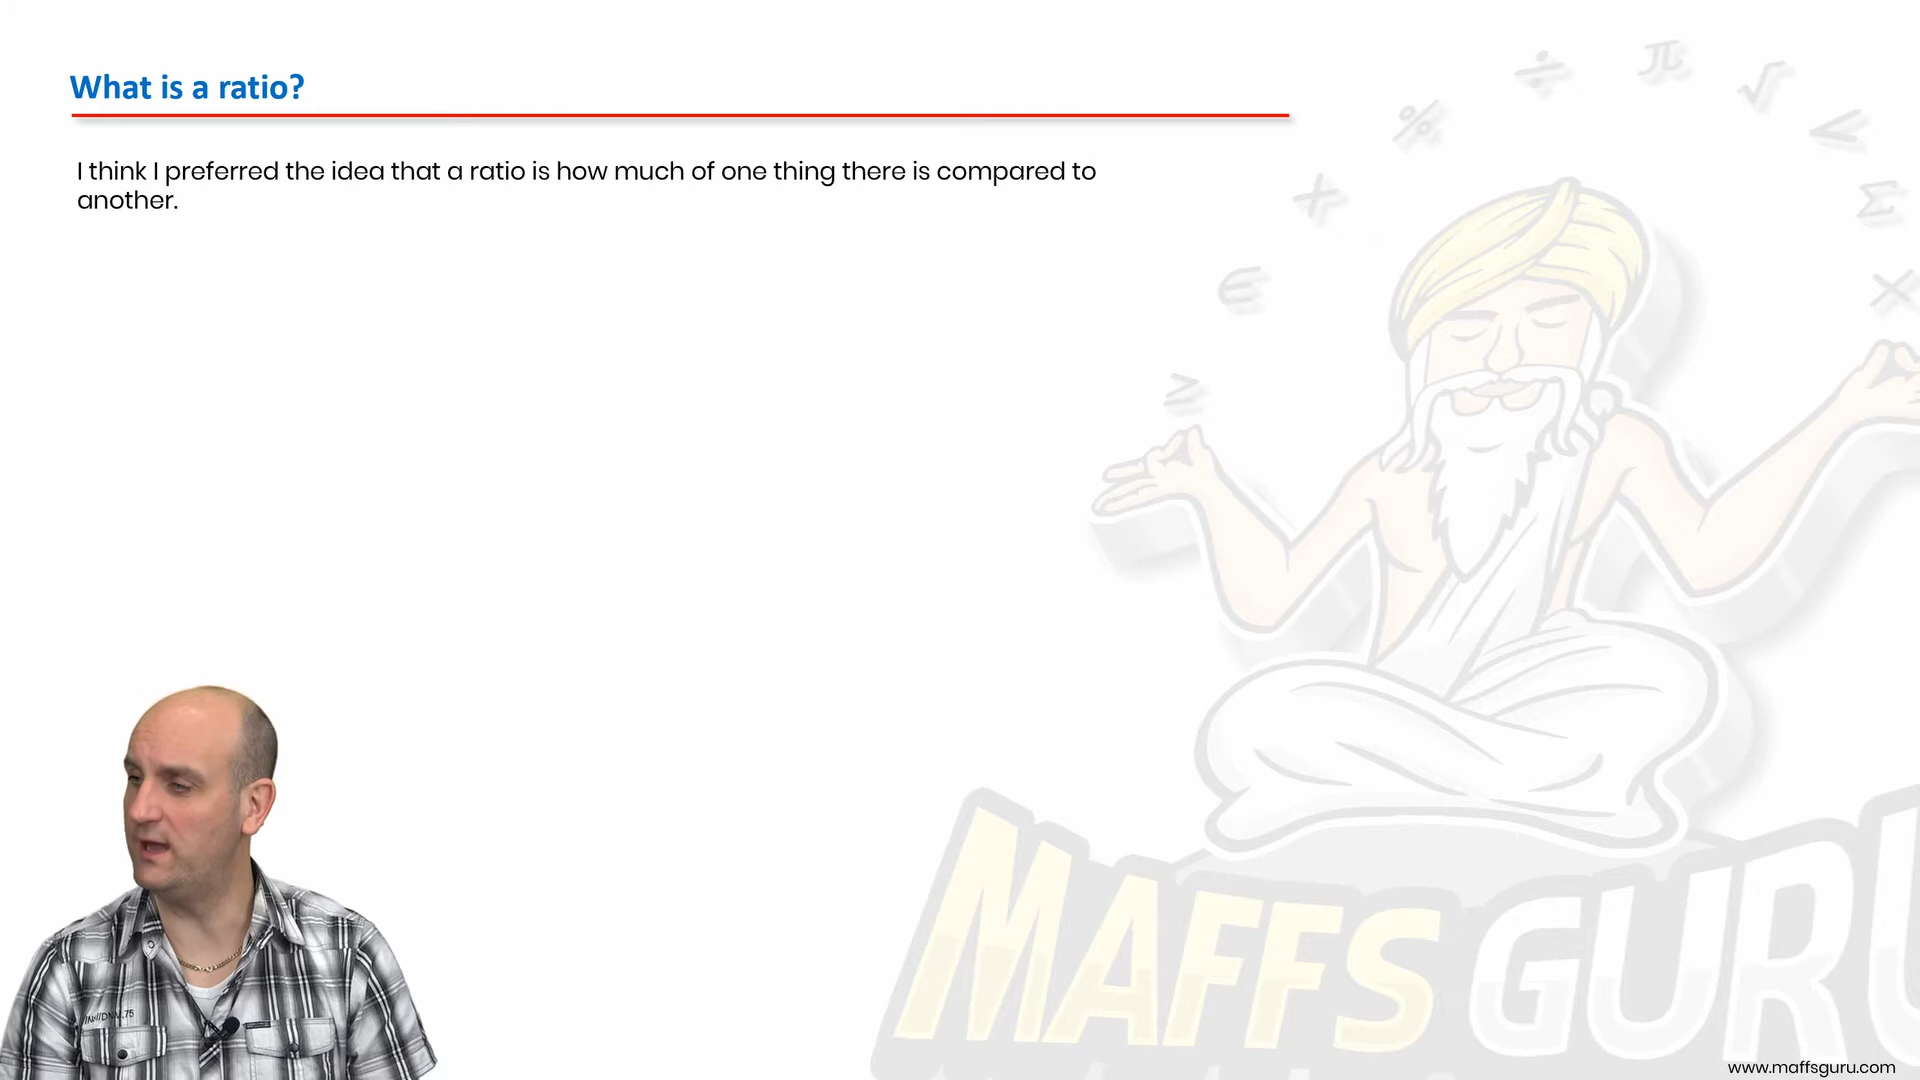 What is a ratio?
I think I preferred the idea that a ratio is how much of one thing there is compared to
another.
% ÷ π √ <
+ Σ
∈ ×
≥
MAFFS GURU
www.maffsguru.com